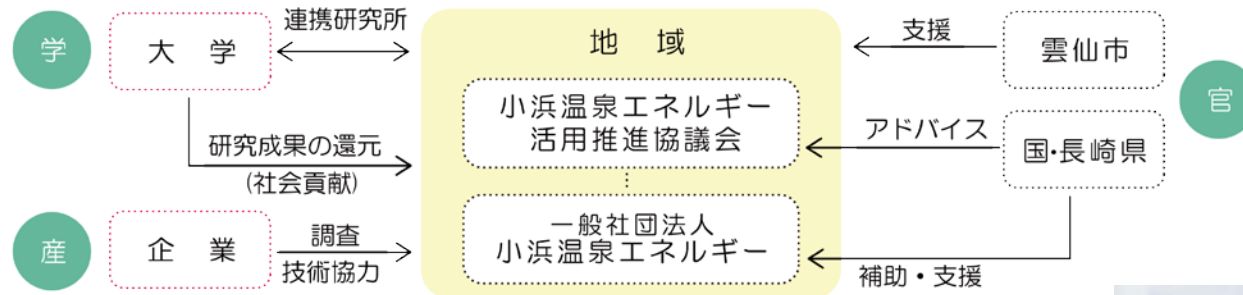 学
大 学
連携研究所
研究成果の還元
(社会貢献)
産
企 業
調査
技術協力
地 域
小浜温泉エネルギー
活用推進協議会
一般社団法人
小浜温泉エネルギー
支援
雲仙市
アドバイス
国・長崎県
補助・支援
官